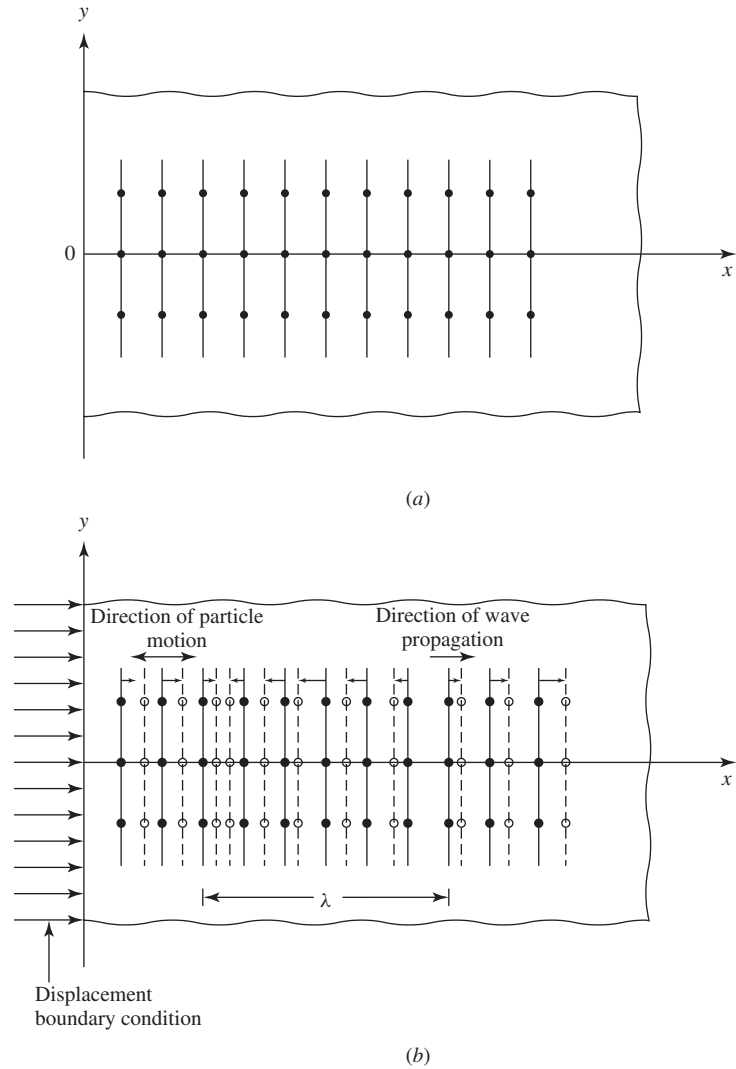 y
0
x
(a)
y
Direction of particle
motion
Direction of wave
propagation
x
λ
Displacement
boundary condition
(b)